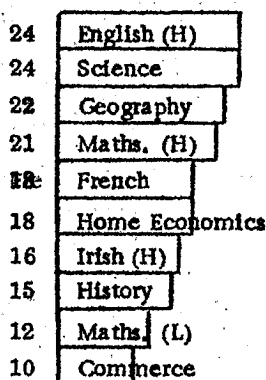 24 English (H)
24 Science
22 Geography
21 Maths. (H)
18 French
18 Home Economics
16 Irish (H)
15 History
12 Maths. (L)
10 Commerce